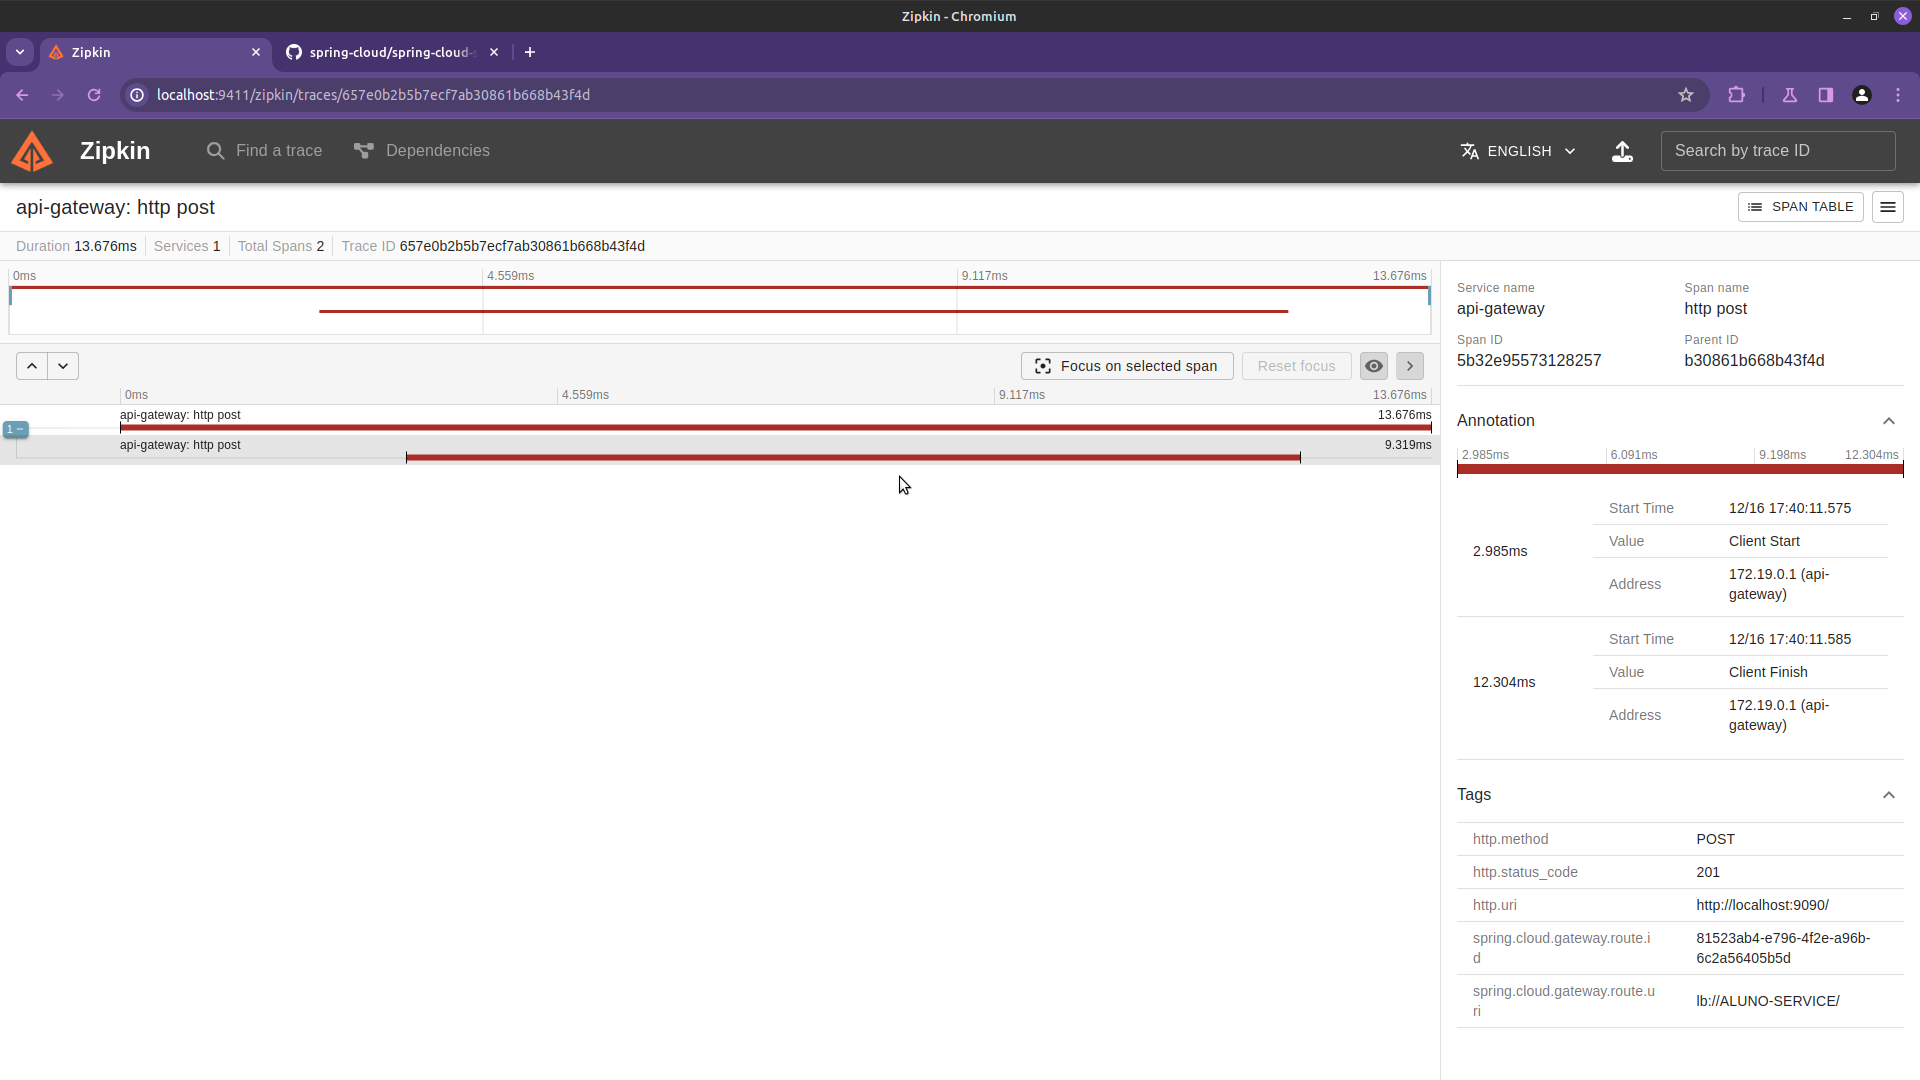 Zipkin - Chromium
Zipkin
spring-cloud/spring-cloud-
localhost:9411/zipkin/traces/657e0b2b5b7ecf7ab30861b668b43f4d
Zipkin
Find a trace
Dependencies
ENGLISH
Search by trace ID
api-gateway: http post
SPAN TABLE
Duration 13.676ms
Services 1
Total Spans 2
Trace ID 657e0b2b5b7ecf7ab30861b668b43f4d
0ms 4.559ms 9.117ms 13.676ms
Focus on selected span
Reset focus
0ms 4.559ms 9.117ms 13.676ms
api-gateway: http post 13.676ms
1 −
api-gateway: http post 9.319ms
Service name Span name
api-gateway http post
Span ID Parent ID
5b32e95573128257 b30861b668b43f4d
Annotation
2.985ms 6.091ms 9.198ms 12.304ms
2.985ms
Start Time 12/16 17:40:11.575
Value Client Start
Address 172.19.0.1 (api-
gateway)
12.304ms
Start Time 12/16 17:40:11.585
Value Client Finish
Address 172.19.0.1 (api-
gateway)
Tags
http.method POST
http.status_code 201
http.uri http://localhost:9090/
spring.cloud.gateway.route.i
d
81523ab4-e796-4f2e-a96b-
6c2a56405b5d
spring.cloud.gateway.route.u
ri
lb://ALUNO-SERVICE/